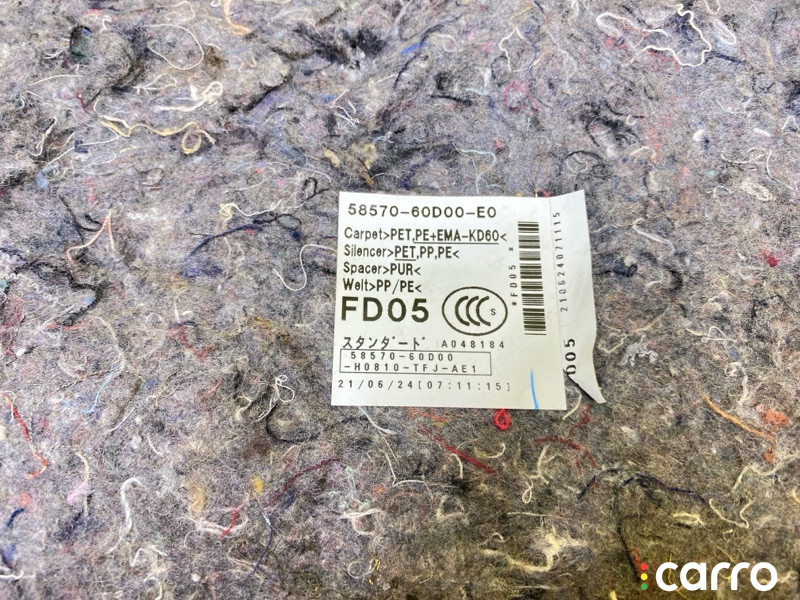 58570-60D00-E0
Carpet>PET,PE+EMA-KD60<
Silencer>PET,PP,PE<
Spacer>PUR<
Welt>PP/PE<
FD05
CCC S
スタンダード A048184
58570-60D00
-H0810-TFJ-AE1
21/06/24[07:11:15]
*FD05*
210624071115
D05
carro